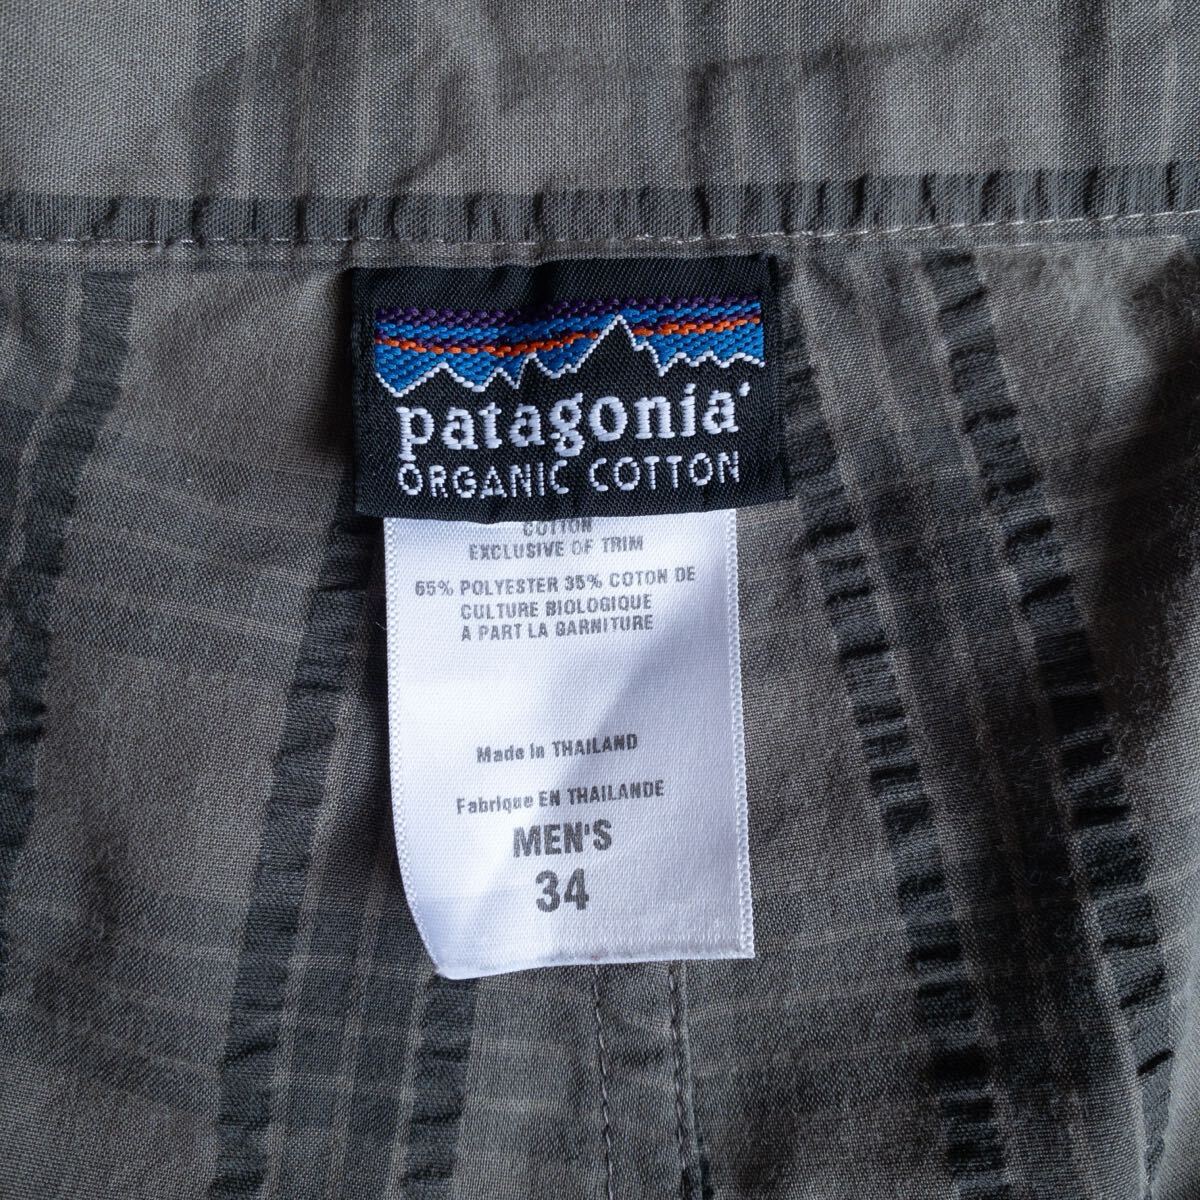 patagonia
ORGANIC COTTON
COTTON
EXCLUSIVE OF TRIM
65% POLYESTER 35% COTON DE
CULTURE BIOLOGIQUE
A PART LA GARNITURE
Made in THAILAND
Fabrique EN THAILANDE
MEN'S
34